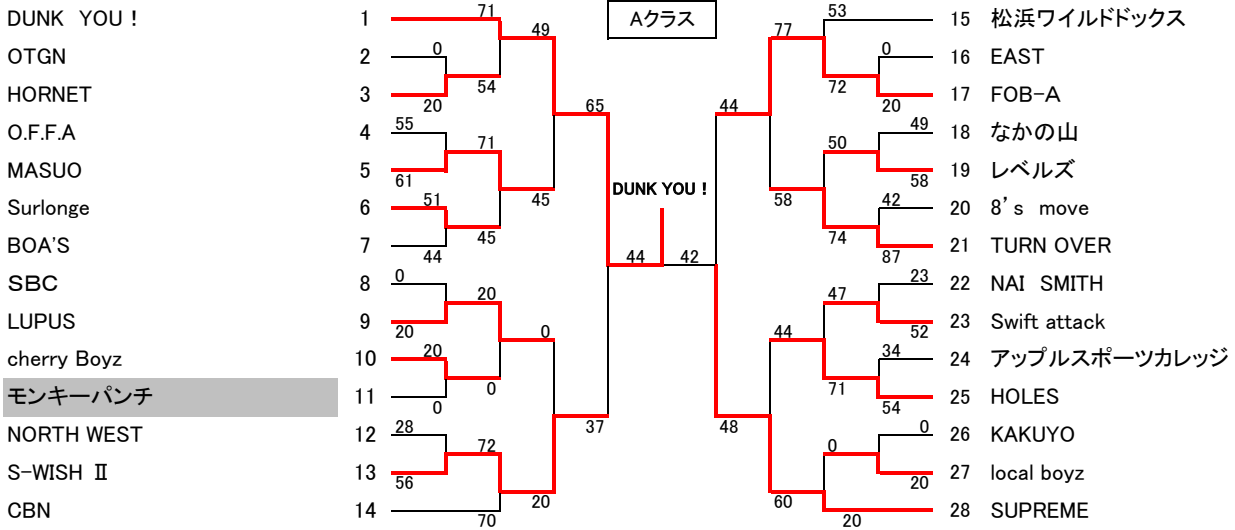 Aクラス
DUNK YOU！ 1 71 53 15 松浜ワイルドドックス
49 77
OTGN 2 0 0 16 EAST
54 72
HORNET 3 20 20 17 FOB-A
65 44
O.F.F.A 4 55 49 18 なかの山
71 50
MASUO 5 61 58 19 レベルズ
DUNK YOU！
45 58
Surlonge 6 51 42 20 8’s move
45 74
BOA'S 7 44 87 21 TURN OVER
44 42
SBC 8 0 23 22 NAI SMITH
20 47
LUPUS 9 20 52 23 Swift attack
0 44
cherry Boyz 10 20 34 24 アップルスポーツカレッジ
0 71
モンキーパンチ 11 0 54 25 HOLES
37 48
NORTH WEST 12 28 0 26 KAKUYO
72 0
S-WISH Ⅱ 13 56 20 27 local boyz
20 60
CBN 14 70 20 28 SUPREME